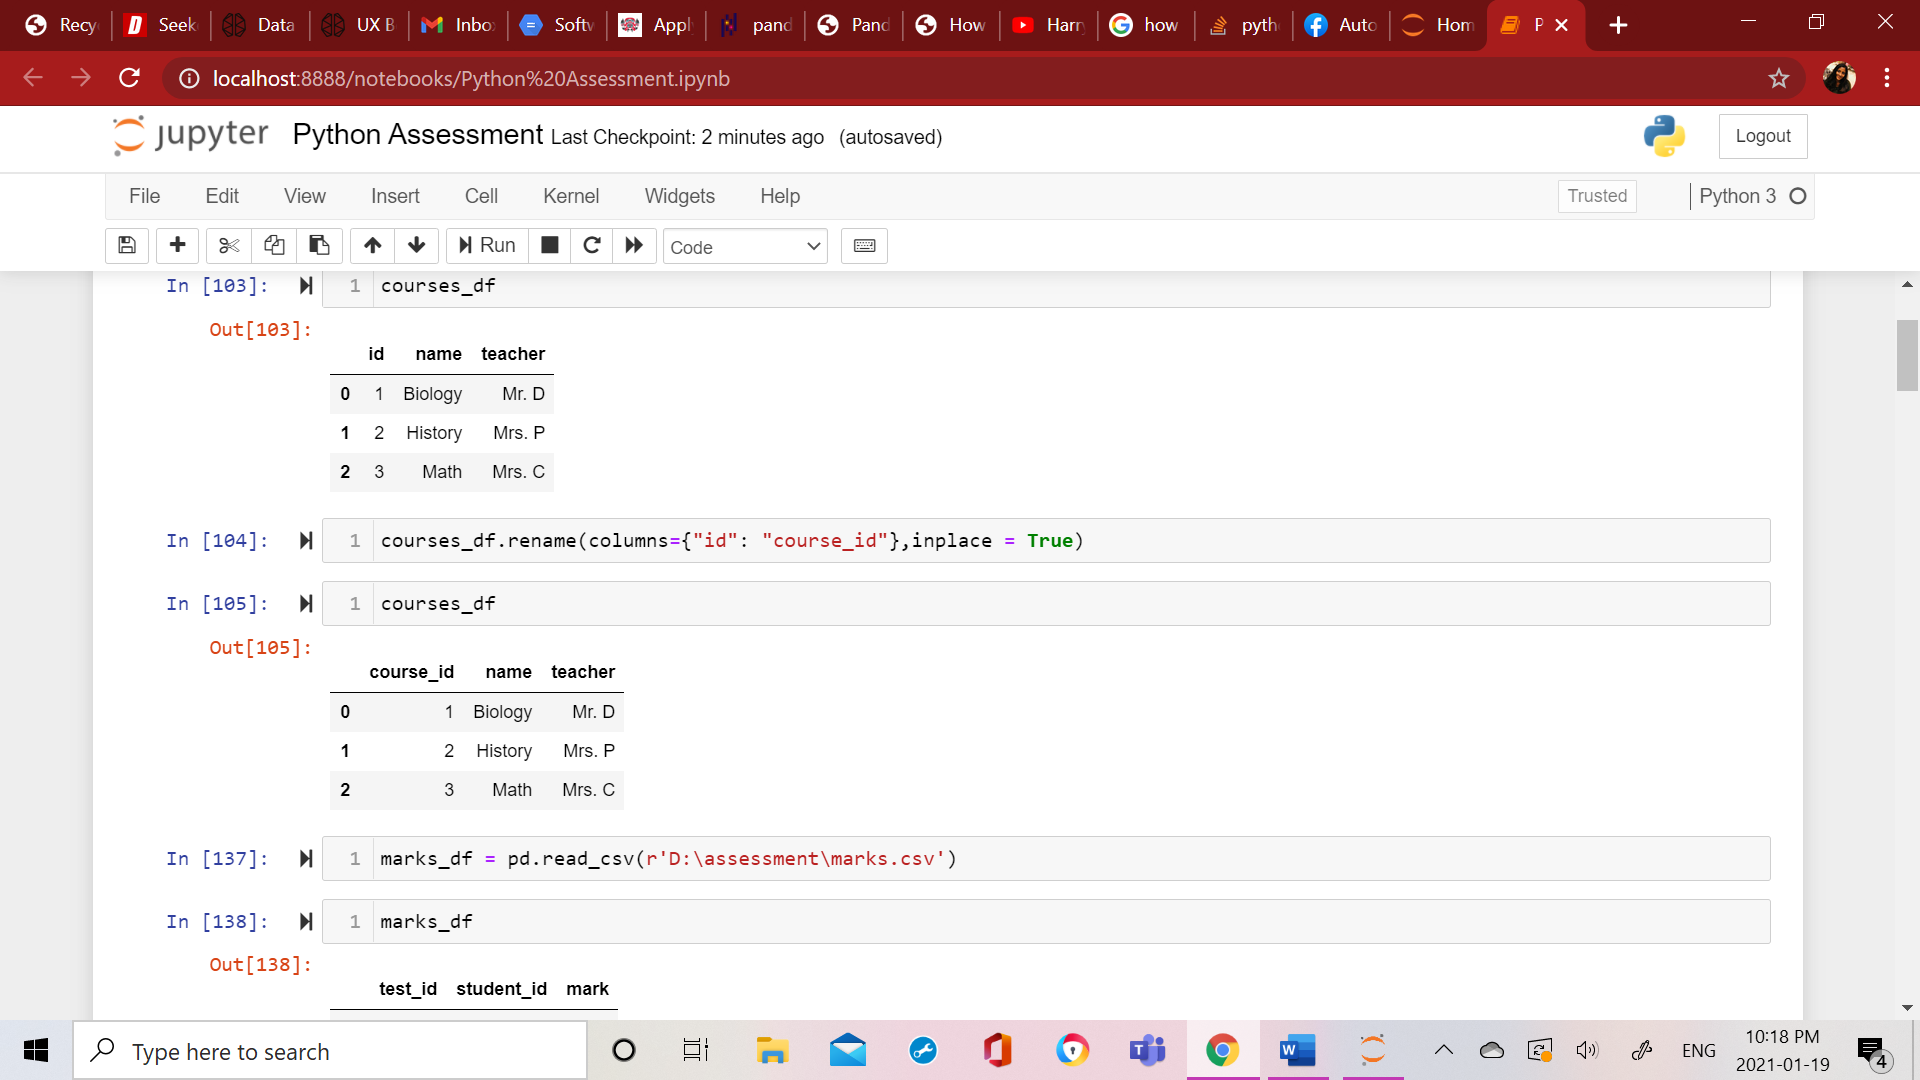 Recy Seek Data UX B Inbo Softw Apply pand Pand How Harry how pytho Auto Hom P
localhost:8888/notebooks/Python%20Assessment.ipynb
jupyter Python Assessment Last Checkpoint: 2 minutes ago (autosaved) Logout
File Edit View Insert Cell Kernel Widgets Help Trusted Python 3
Run Code
In [103]: 1 courses_df
Out[103]:
id name teacher
0 1 Biology Mr. D
1 2 History Mrs. P
2 3 Math Mrs. C
In [104]: 1 courses_df.rename(columns={"id": "course_id"},inplace = True)
In [105]: 1 courses_df
Out[105]:
course_id name teacher
0 1 Biology Mr. D
1 2 History Mrs. P
2 3 Math Mrs. C
In [137]: 1 marks_df = pd.read_csv(r'D:\assessment\marks.csv')
In [138]: 1 marks_df
Out[138]:
test_id student_id mark
Type here to search ENG 10:18 PM
2021-01-19 4